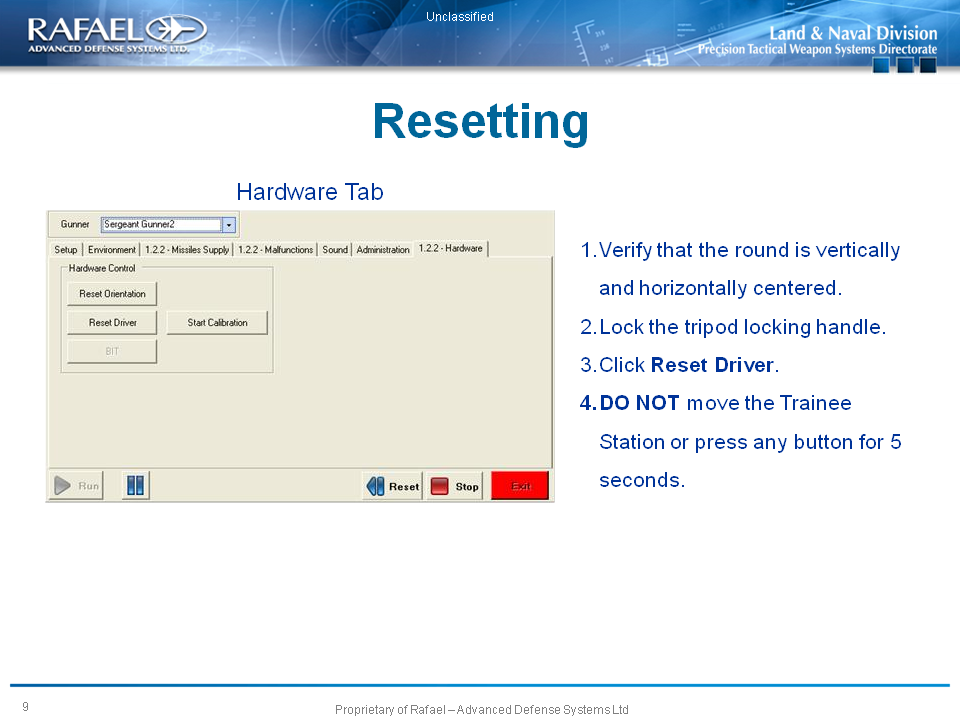 Unclassified
RAFAEL
ADVANCED DEFENSE SYSTEMS LTD.
Land & Naval Division
Precision Tactical Weapon Systems Directorate
Resetting
Hardware Tab
Gunner Sergeant Gunner2
Setup Environment 1.2.2 - Missiles Supply 1.2.2 - Malfunctions Sound Administration 1.2.2 - Hardware
Hardware Control
Reset Orientation
Reset Driver Start Calibration
BIT
Run Reset Stop Exit
1.Verify that the round is vertically
and horizontally centered.
2.Lock the tripod locking handle.
3.Click Reset Driver.
4.DO NOT move the Trainee
Station or press any button for 5
seconds.
9
Proprietary of Rafael – Advanced Defense Systems Ltd